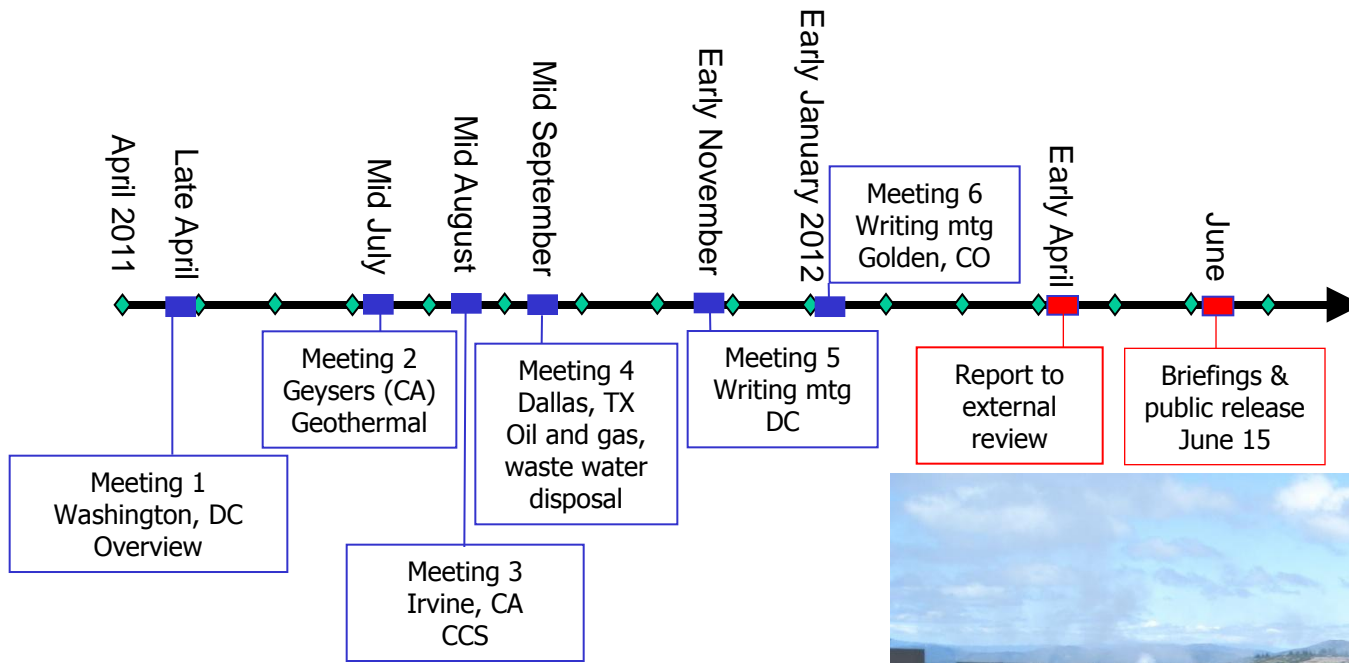 April 2011
Late April
Mid July
Mid August
Mid September
Early November
Early January 2012
Early April
June
Meeting 6
Writing mtg
Golden, CO
Meeting 2
Geysers (CA)
Geothermal
Meeting 4
Dallas, TX
Oil and gas,
waste water
disposal
Meeting 5
Writing mtg
DC
Report to
external
review
Briefings &
public release
June 15
Meeting 1
Washington, DC
Overview
Meeting 3
Irvine, CA
CCS